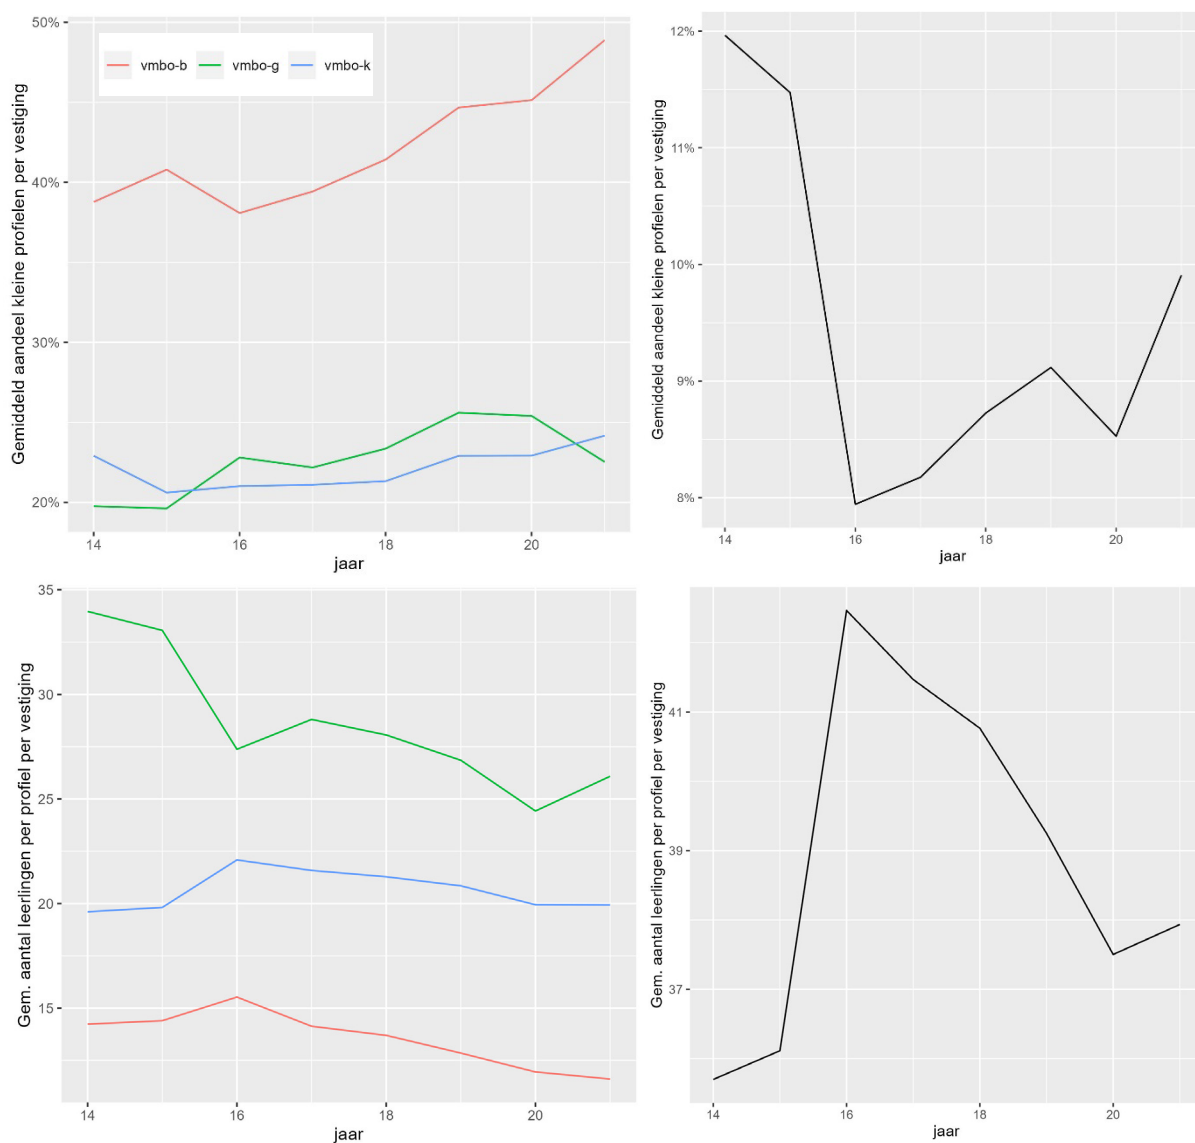 Gemiddeld aandeel kleine profielen per vestiging
50%
40%
30%
20%
vmbo-b vmbo-g vmbo-k
14 16 18 20
jaar
Gemiddeld aandeel kleine profielen per vestiging
12%
11%
10%
9%
8%
14 16 18 20
jaar
Gem. aantal leerlingen per profiel per vestiging
35
30
25
20
15
14 16 18 20
jaar
Gem. aantal leerlingen per profiel per vestiging
41
39
37
14 16 18 20
jaar